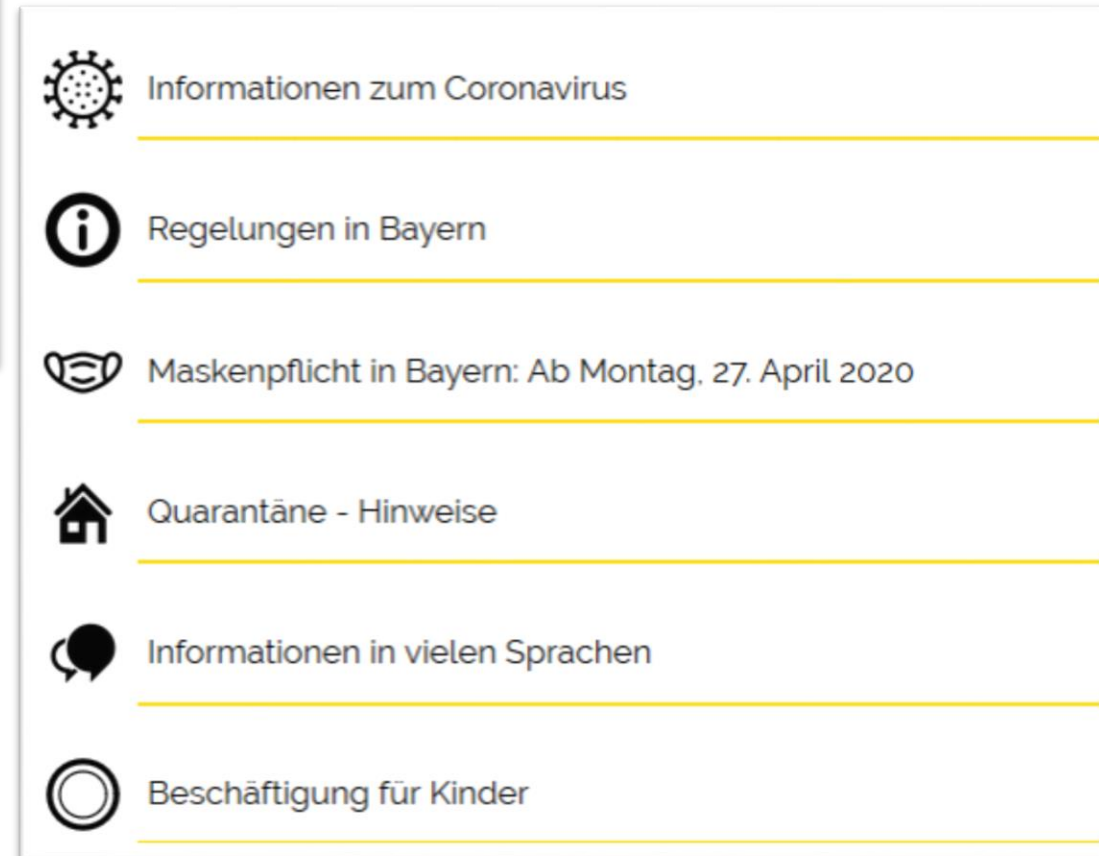 Informationen zum Coronavirus
Regelungen in Bayern
Maskenpflicht in Bayern: Ab Montag, 27. April 2020
Quarantäne - Hinweise
Informationen in vielen Sprachen
Beschäftigung für Kinder